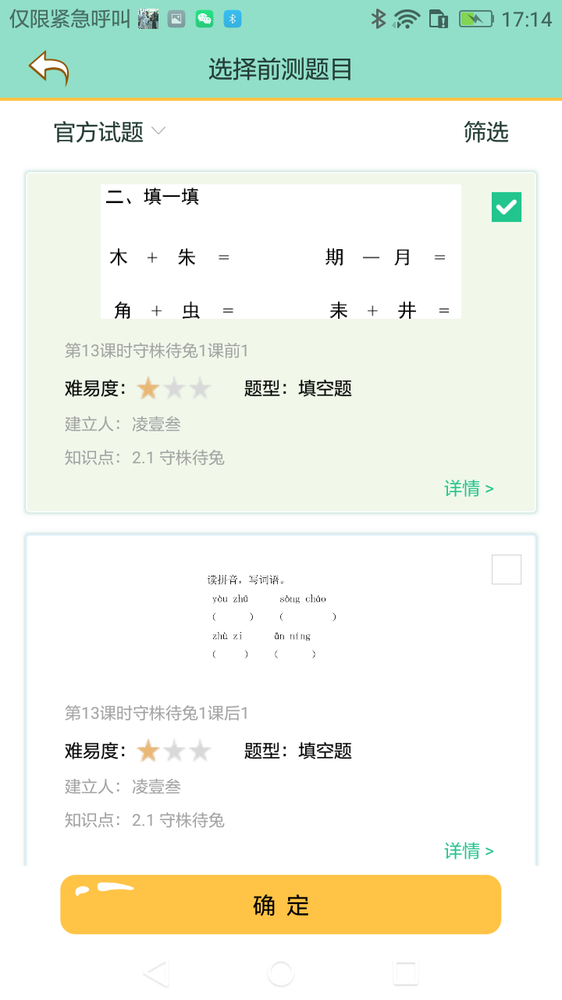 仅限紧急呼叫 17:14
选择前测题目
官方试题 筛选
二、填一填
木 + 朱 = 期 — 月 =
角 + 虫 = 耒 + 井 =
第13课时守株待兔1课前1
难易度： 题型：填空题
建立人：凌壹叁
知识点：2.1 守株待兔
详情 >
读拼音，写词语。
yòu zhū sòng cháo
( ) ( )
zhù zi ān níng
( ) ( )
第13课时守株待兔1课后1
难易度： 题型：填空题
建立人：凌壹叁
知识点：2.1 守株待兔
详情 >
确 定